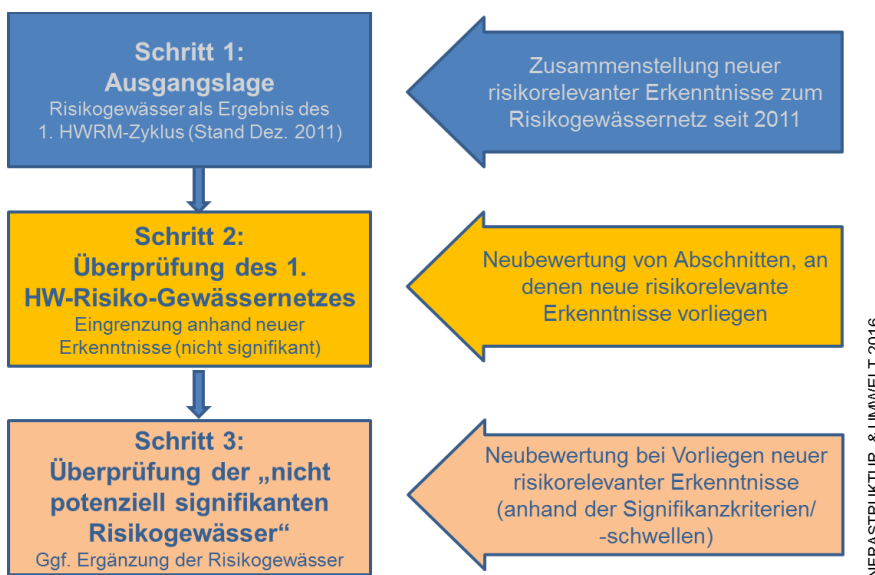 Schritt 1:
Ausgangslage
Risikogewässer als Ergebnis des
1. HWRM-Zyklus (Stand Dez. 2011)
Zusammenstellung neuer
risikorelevanter Erkenntnisse zum
Risikogewässernetz seit 2011
Schritt 2:
Überprüfung des 1.
HW-Risiko-Gewässernetzes
Eingrenzung anhand neuer
Erkenntnisse (nicht signifikant)
Neubewertung von Abschnitten, an
denen neue risikorelevante
Erkenntnisse vorliegen
Schritt 3:
Überprüfung der „nicht
potenziell signifikanten
Risikogewässer“
Ggf. Ergänzung der Risikogewässer
Neubewertung bei Vorliegen neuer
risikorelevanter Erkenntnisse
(anhand der Signifikanzkriterien/
-schwellen)
& UMWELT 2016